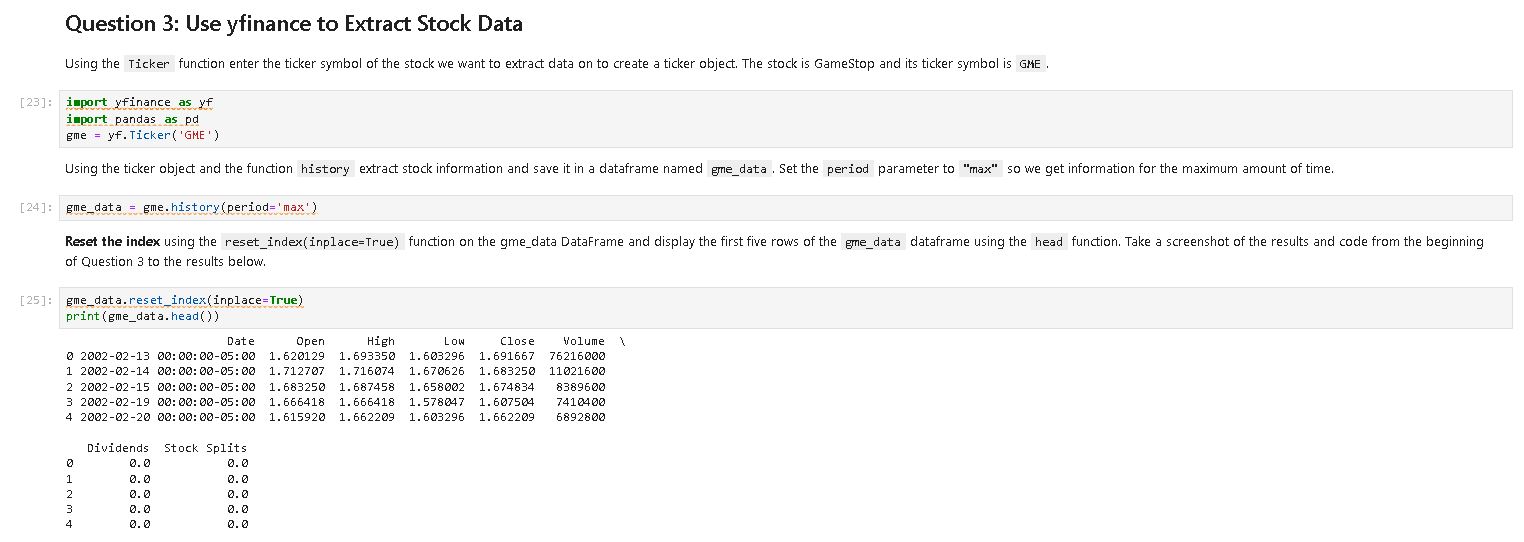 Question 3: Use yfinance to Extract Stock Data
Using the Ticker function enter the ticker symbol of the stock we want to extract data on to create a ticker object. The stock is GameStop and its ticker symbol is GME .
[23]: import yfinance as yf
import pandas as pd
gme = yf.Ticker('GME')
Using the ticker object and the function history extract stock information and save it in a dataframe named gme_data . Set the period parameter to "max" so we get information for the maximum amount of time.
[24]: gme_data = gme.history(period='max')
Reset the index using the reset_index(inplace=True) function on the gme_data DataFrame and display the first five rows of the gme_data dataframe using the head function. Take a screenshot of the results and code from the beginning
of Question 3 to the results below.
[25]: gme_data.reset_index(inplace=True)
print(gme_data.head())
Date Open High Low Close Volume \
0 2002-02-13 00:00:00-05:00 1.620129 1.693350 1.603296 1.691667 76216000
1 2002-02-14 00:00:00-05:00 1.712707 1.716074 1.670626 1.683250 11021600
2 2002-02-15 00:00:00-05:00 1.683250 1.687458 1.658002 1.674834 8389600
3 2002-02-19 00:00:00-05:00 1.666418 1.666418 1.578047 1.607504 7410400
4 2002-02-20 00:00:00-05:00 1.615920 1.662209 1.603296 1.662209 6892800
Dividends Stock Splits
0 0.0 0.0
1 0.0 0.0
2 0.0 0.0
3 0.0 0.0
4 0.0 0.0